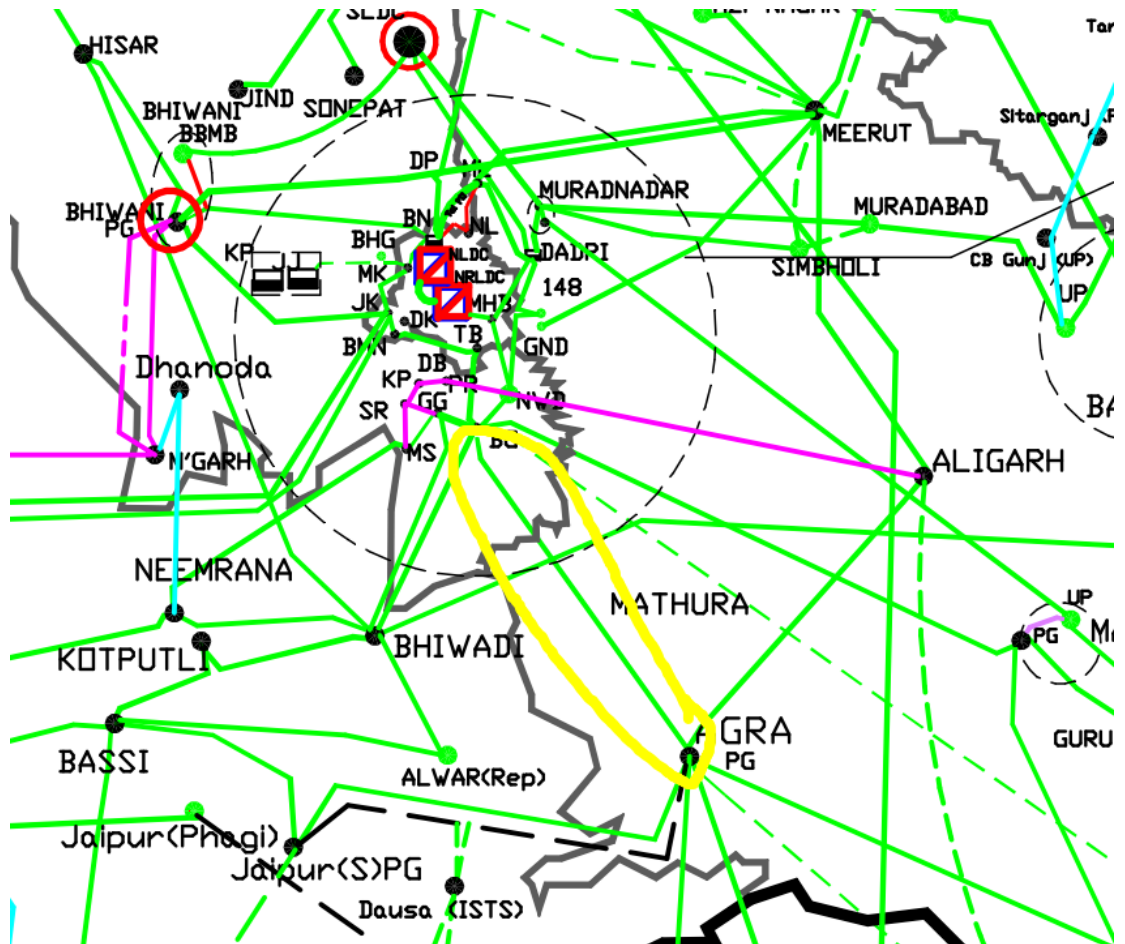 HISAR
JIND
SONEPAT
BHIWANI
BBMB
MEERUT
Sitarganj
DP
MURADNADAR
MURADABAD
BHIWANI
PG
BN
NL
BHG
KP
NLDC
DADRI
SIMBHOLI
CB Gunj (UP)
MK
NRLDC
148
UP
JK
MHB
DK
TB
BMN
GND
Dhanoda
DB
KP
PR
NWD
SR
GG
BG
MS
N'GARH
ALIGARH
NEEMRANA
MATHURA
UP
PG
KOTPUTLI
BHIWADI
AGRA
PG
GURU
BASSI
ALWAR(Rep)
Jaipur(Phagi)
Jaipur(S)PG
Dausa (ISTS)